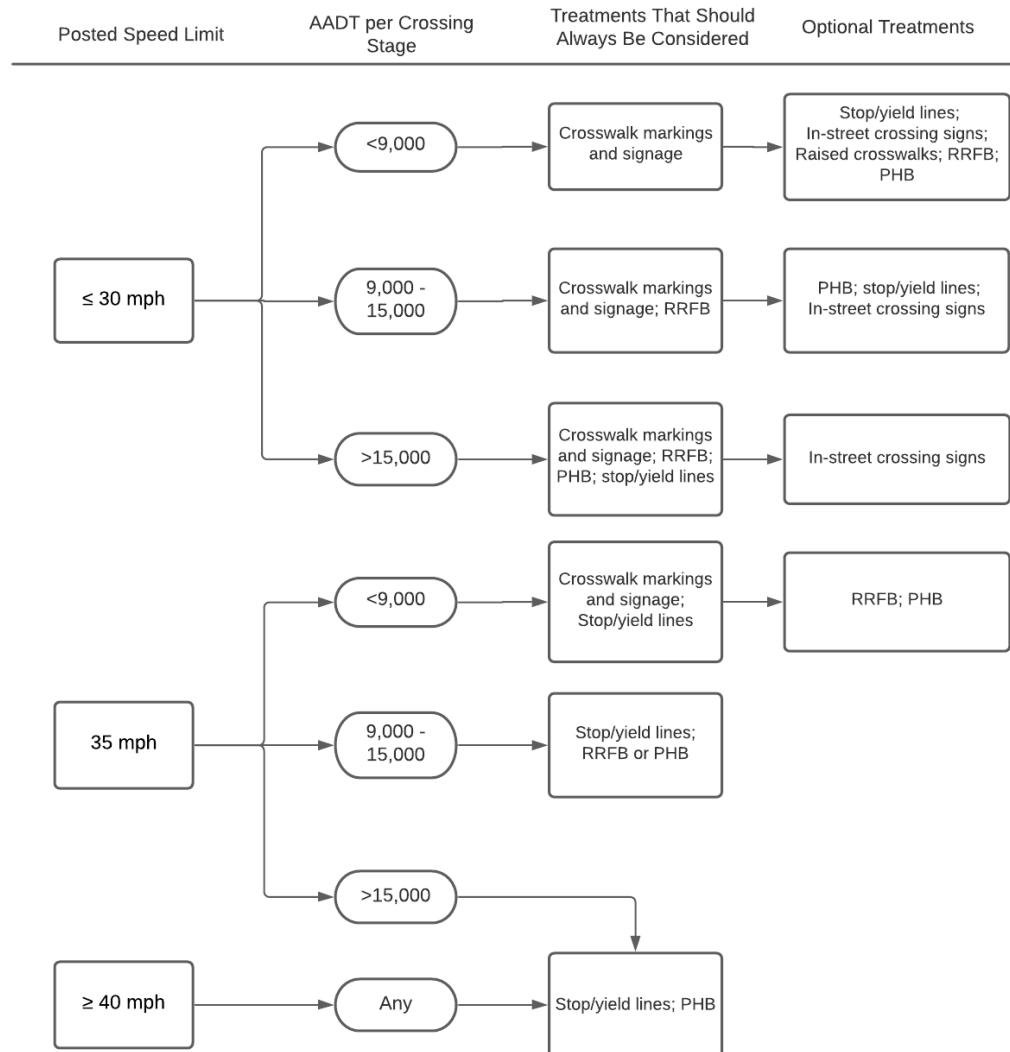 Posted Speed Limit
AADT per Crossing
Stage
Treatments That Should
Always Be Considered
Optional Treatments
≤ 30 mph
<9,000
Crosswalk markings
and signage
Stop/yield lines;
In-street crossing signs;
Raised crosswalks; RRFB;
PHB
9,000 -
15,000
Crosswalk markings
and signage; RRFB
PHB; stop/yield lines;
In-street crossing signs
>15,000
Crosswalk markings
and signage; RRFB;
PHB; stop/yield lines
In-street crossing signs
35 mph
<9,000
Crosswalk markings
and signage;
Stop/yield lines
RRFB; PHB
9,000 -
15,000
Stop/yield lines;
RRFB or PHB
>15,000
≥ 40 mph
Any
Stop/yield lines; PHB